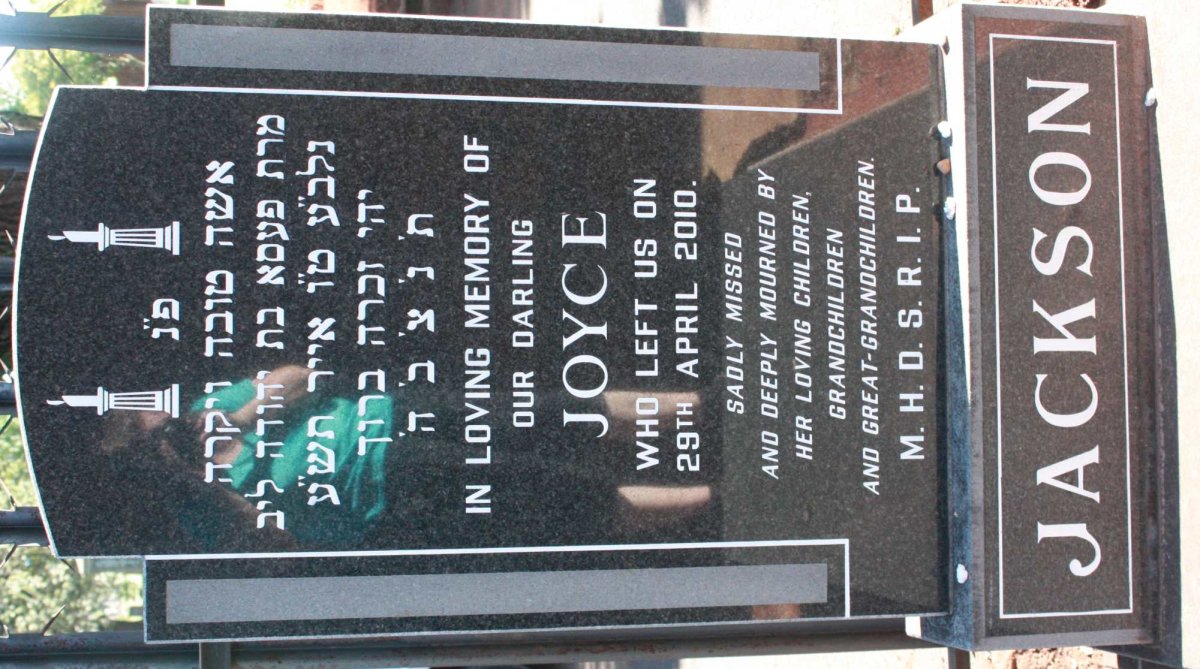 פ״נ
אשה טובה ויקרה
מרת פעסא בת יהודה ליב
נלב״ע ט״ו אייר תש״ע
יהי זכרה ברוך
ת׳ נ׳ צ׳ ב׳ ה׳
IN LOVING MEMORY OF
OUR DARLING
JOYCE
WHO LEFT US ON
29TH APRIL 2010.
SADLY MISSED
AND DEEPLY MOURNED BY
HER LOVING CHILDREN,
GRANDCHILDREN
AND GREAT-GRANDCHILDREN.
M. H. D. S. R. I. P.
JACKSON